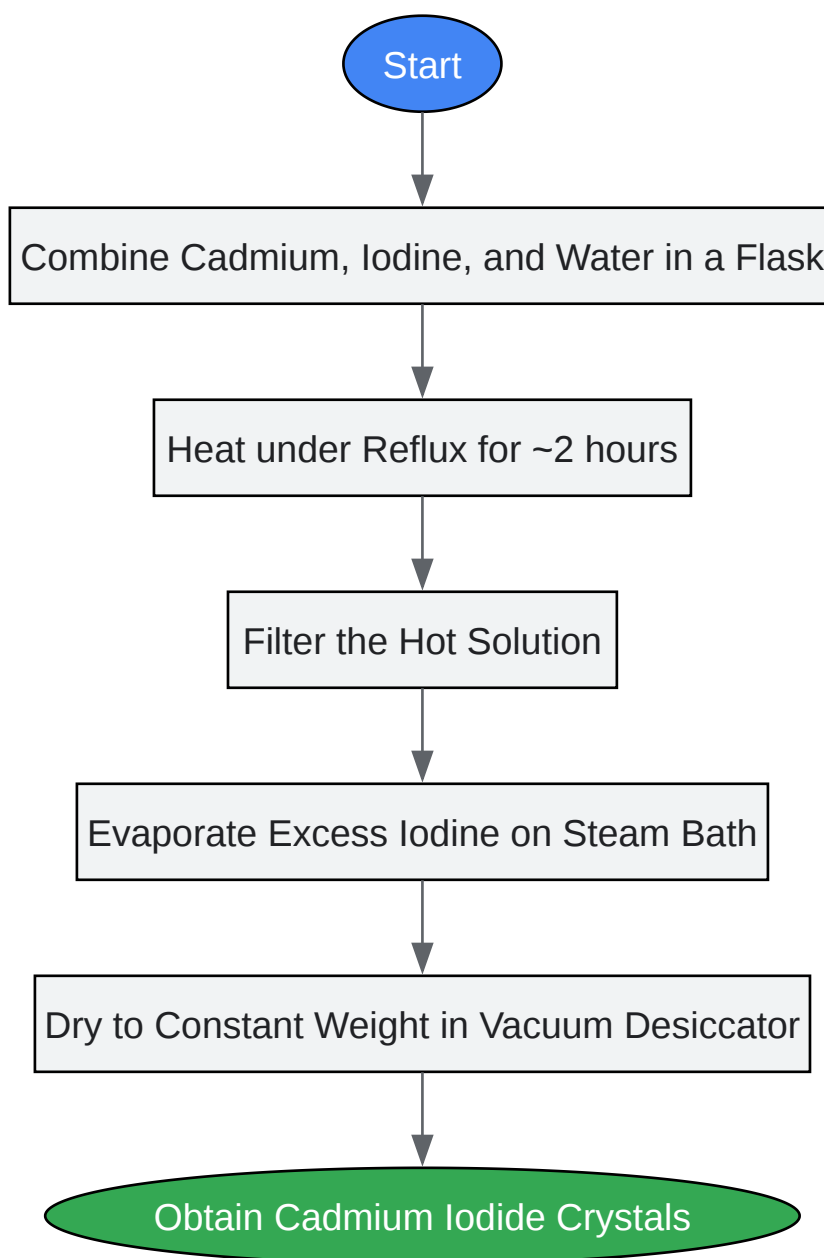 Start
Combine Cadmium, Iodine, and Water in a Flask
Heat under Reflux for ~2 hours
Filter the Hot Solution
Evaporate Excess Iodine on Steam Bath
Dry to Constant Weight in Vacuum Desiccator
Obtain Cadmium Iodide Crystals